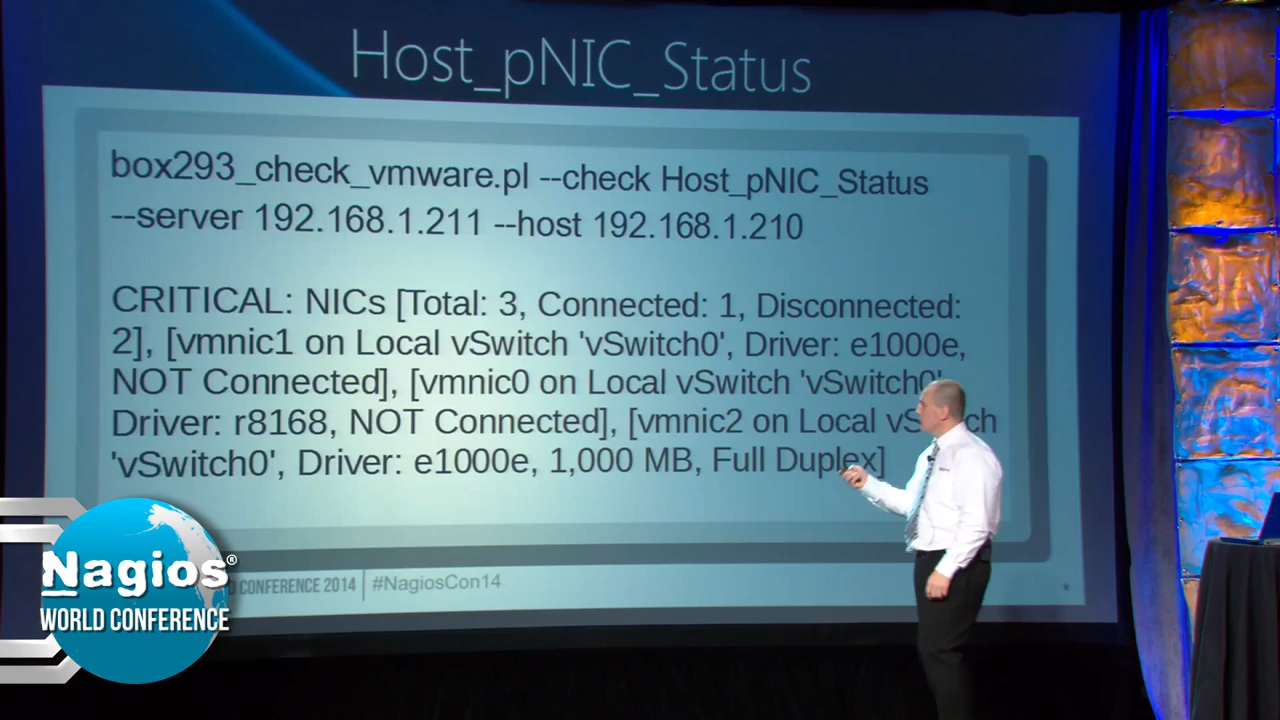 Host_pNIC_Status
box293_check_vmware.pl --check Host_pNIC_Status
--server 192.168.1.211 --host 192.168.1.210
CRITICAL: NICs [Total: 3, Connected: 1, Disconnected:
2], [vmnic1 on Local vSwitch 'vSwitch0', Driver: e1000e,
NOT Connected], [vmnic0 on Local vSwitch 'vSwitch0',
Driver: r8168, NOT Connected], [vmnic2 on Local vSwitch
'vSwitch0', Driver: e1000e, 1,000 MB, Full Duplex]
D CONFERENCE 2014 | #NagiosCon14
Nagios®
WORLD CONFERENCE